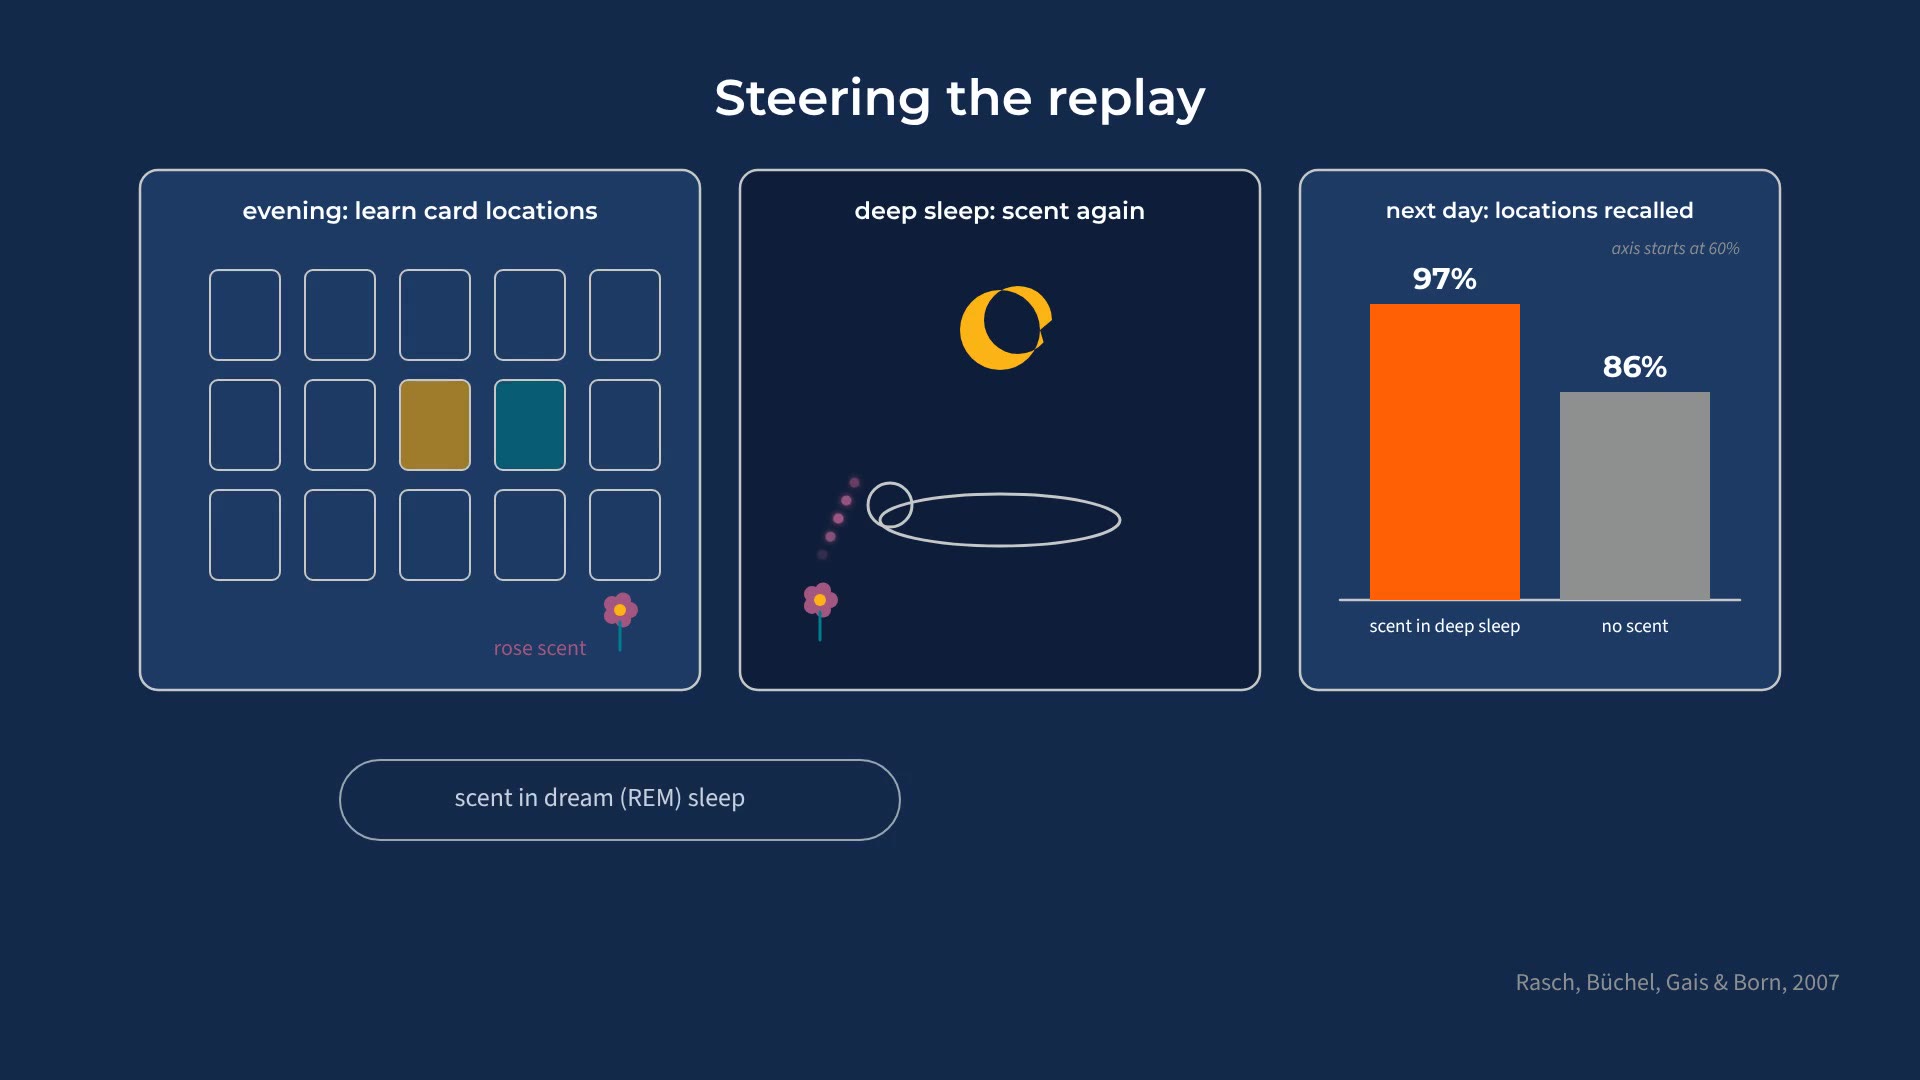 Steering the replay
evening: learn card locations
rose scent
deep sleep: scent again
next day: locations recalled
axis starts at 60%
97%
86%
scent in deep sleep
no scent
scent in dream (REM) sleep
Rasch, Büchel, Gais & Born, 2007